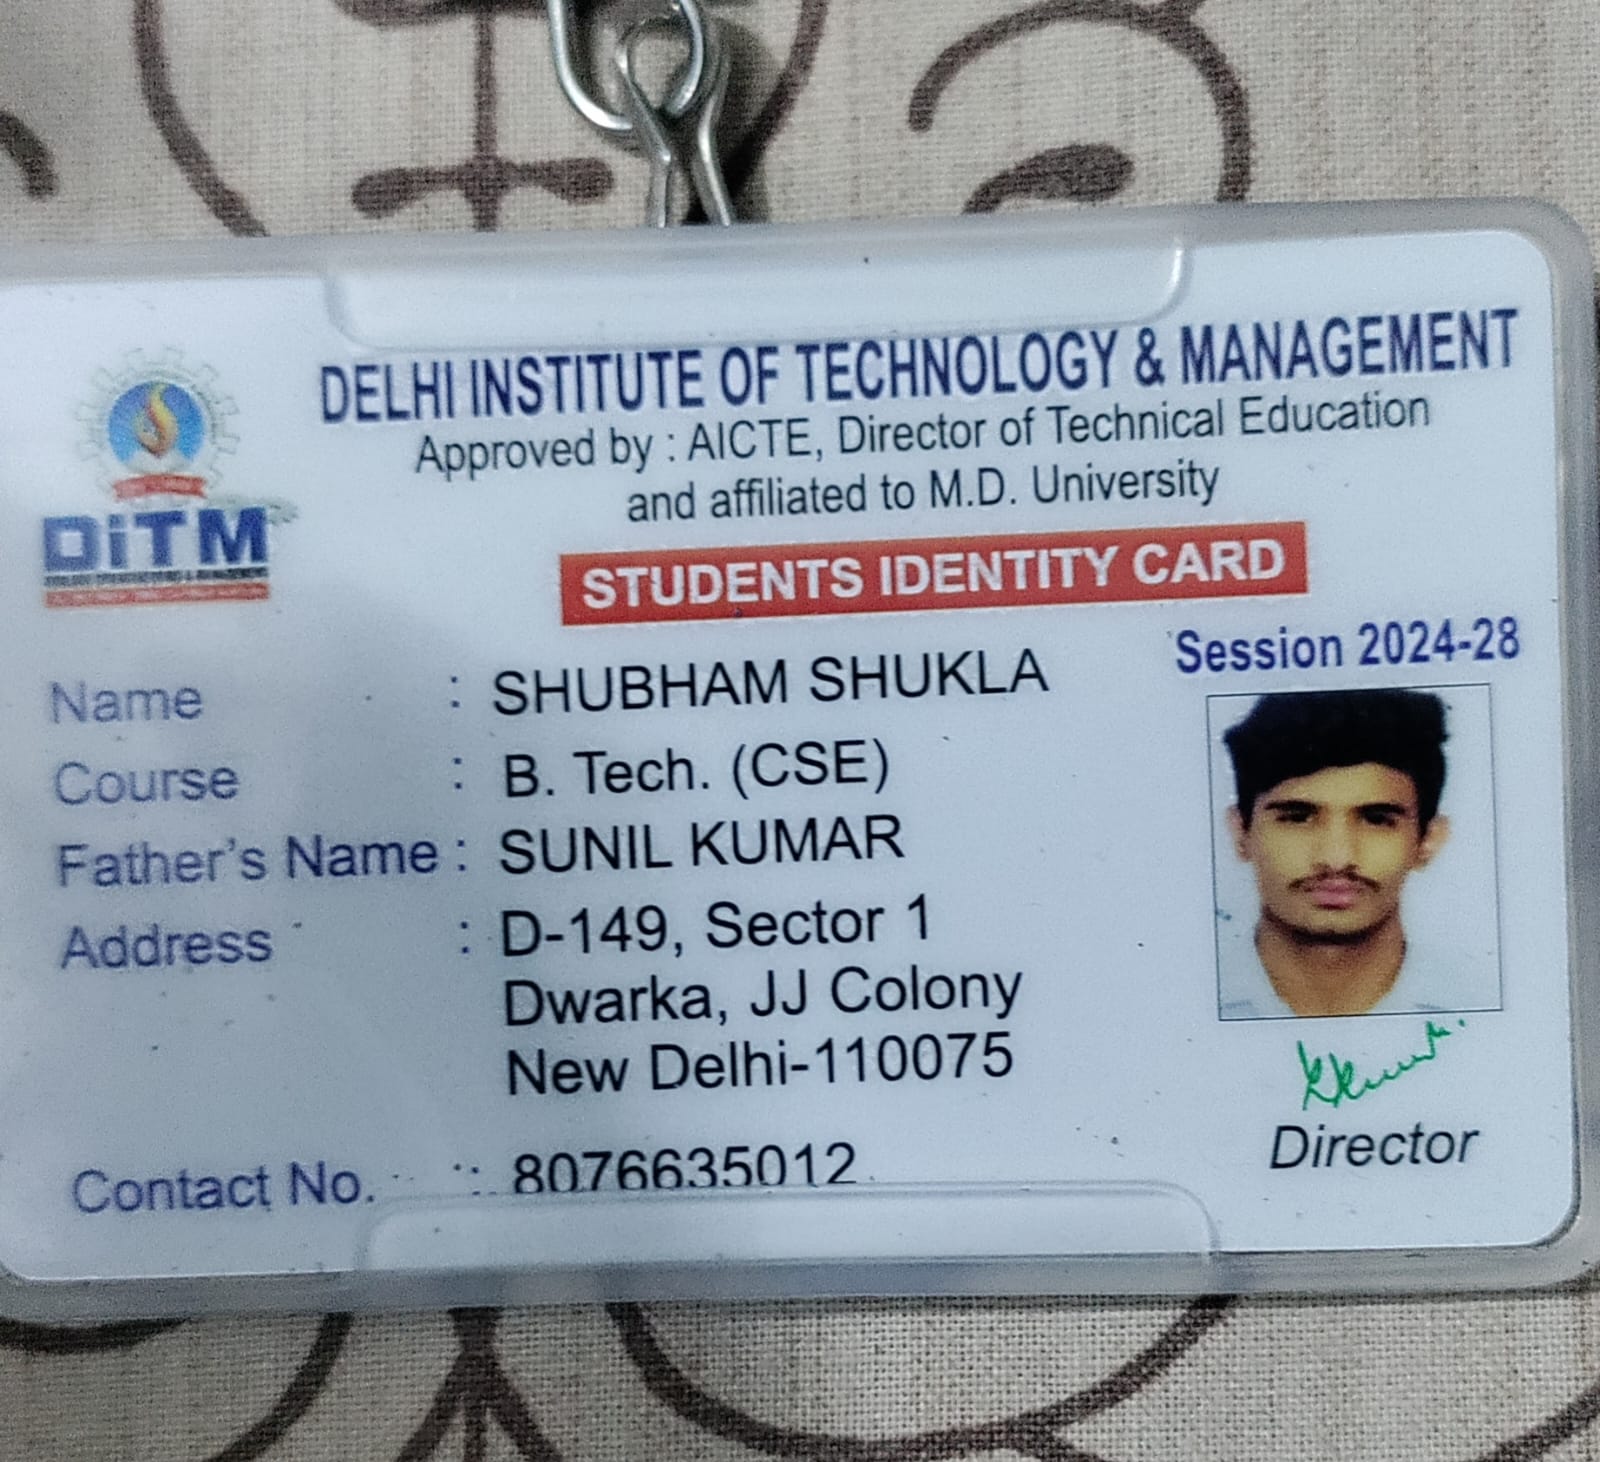 DELHI INSTITUTE OF TECHNOLOGY & MANAGEMENT
Approved by : AICTE, Director of Technical Education
and affiliated to M.D. University
DiTM
STUDENTS IDENTITY CARD
Session 2024-28
Name : SHUBHAM SHUKLA
Course : B. Tech. (CSE)
Father's Name : SUNIL KUMAR
Address : D-149, Sector 1
Dwarka, JJ Colony
New Delhi-110075
Contact No. : 8076635012
Director